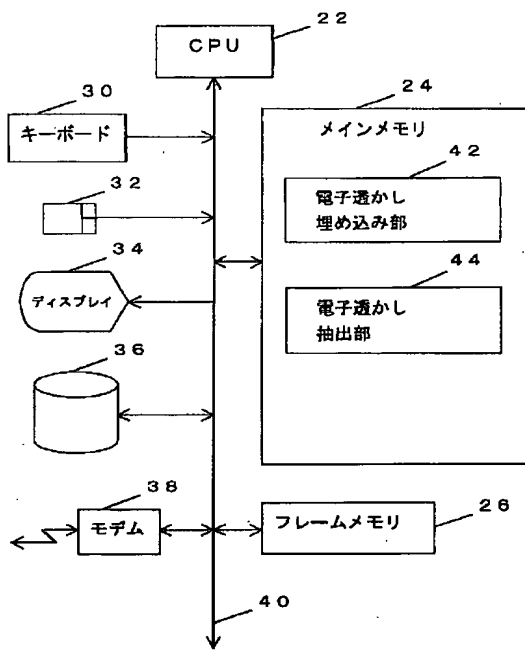 ２２
ＣＰＵ
３０
キーボード
２４
メインメモリ
３２
４２
電子透かし
埋め込み部
３４
ディスプレイ
４４
電子透かし
抽出部
３６
３８
モデム
フレームメモリ
２６
４０